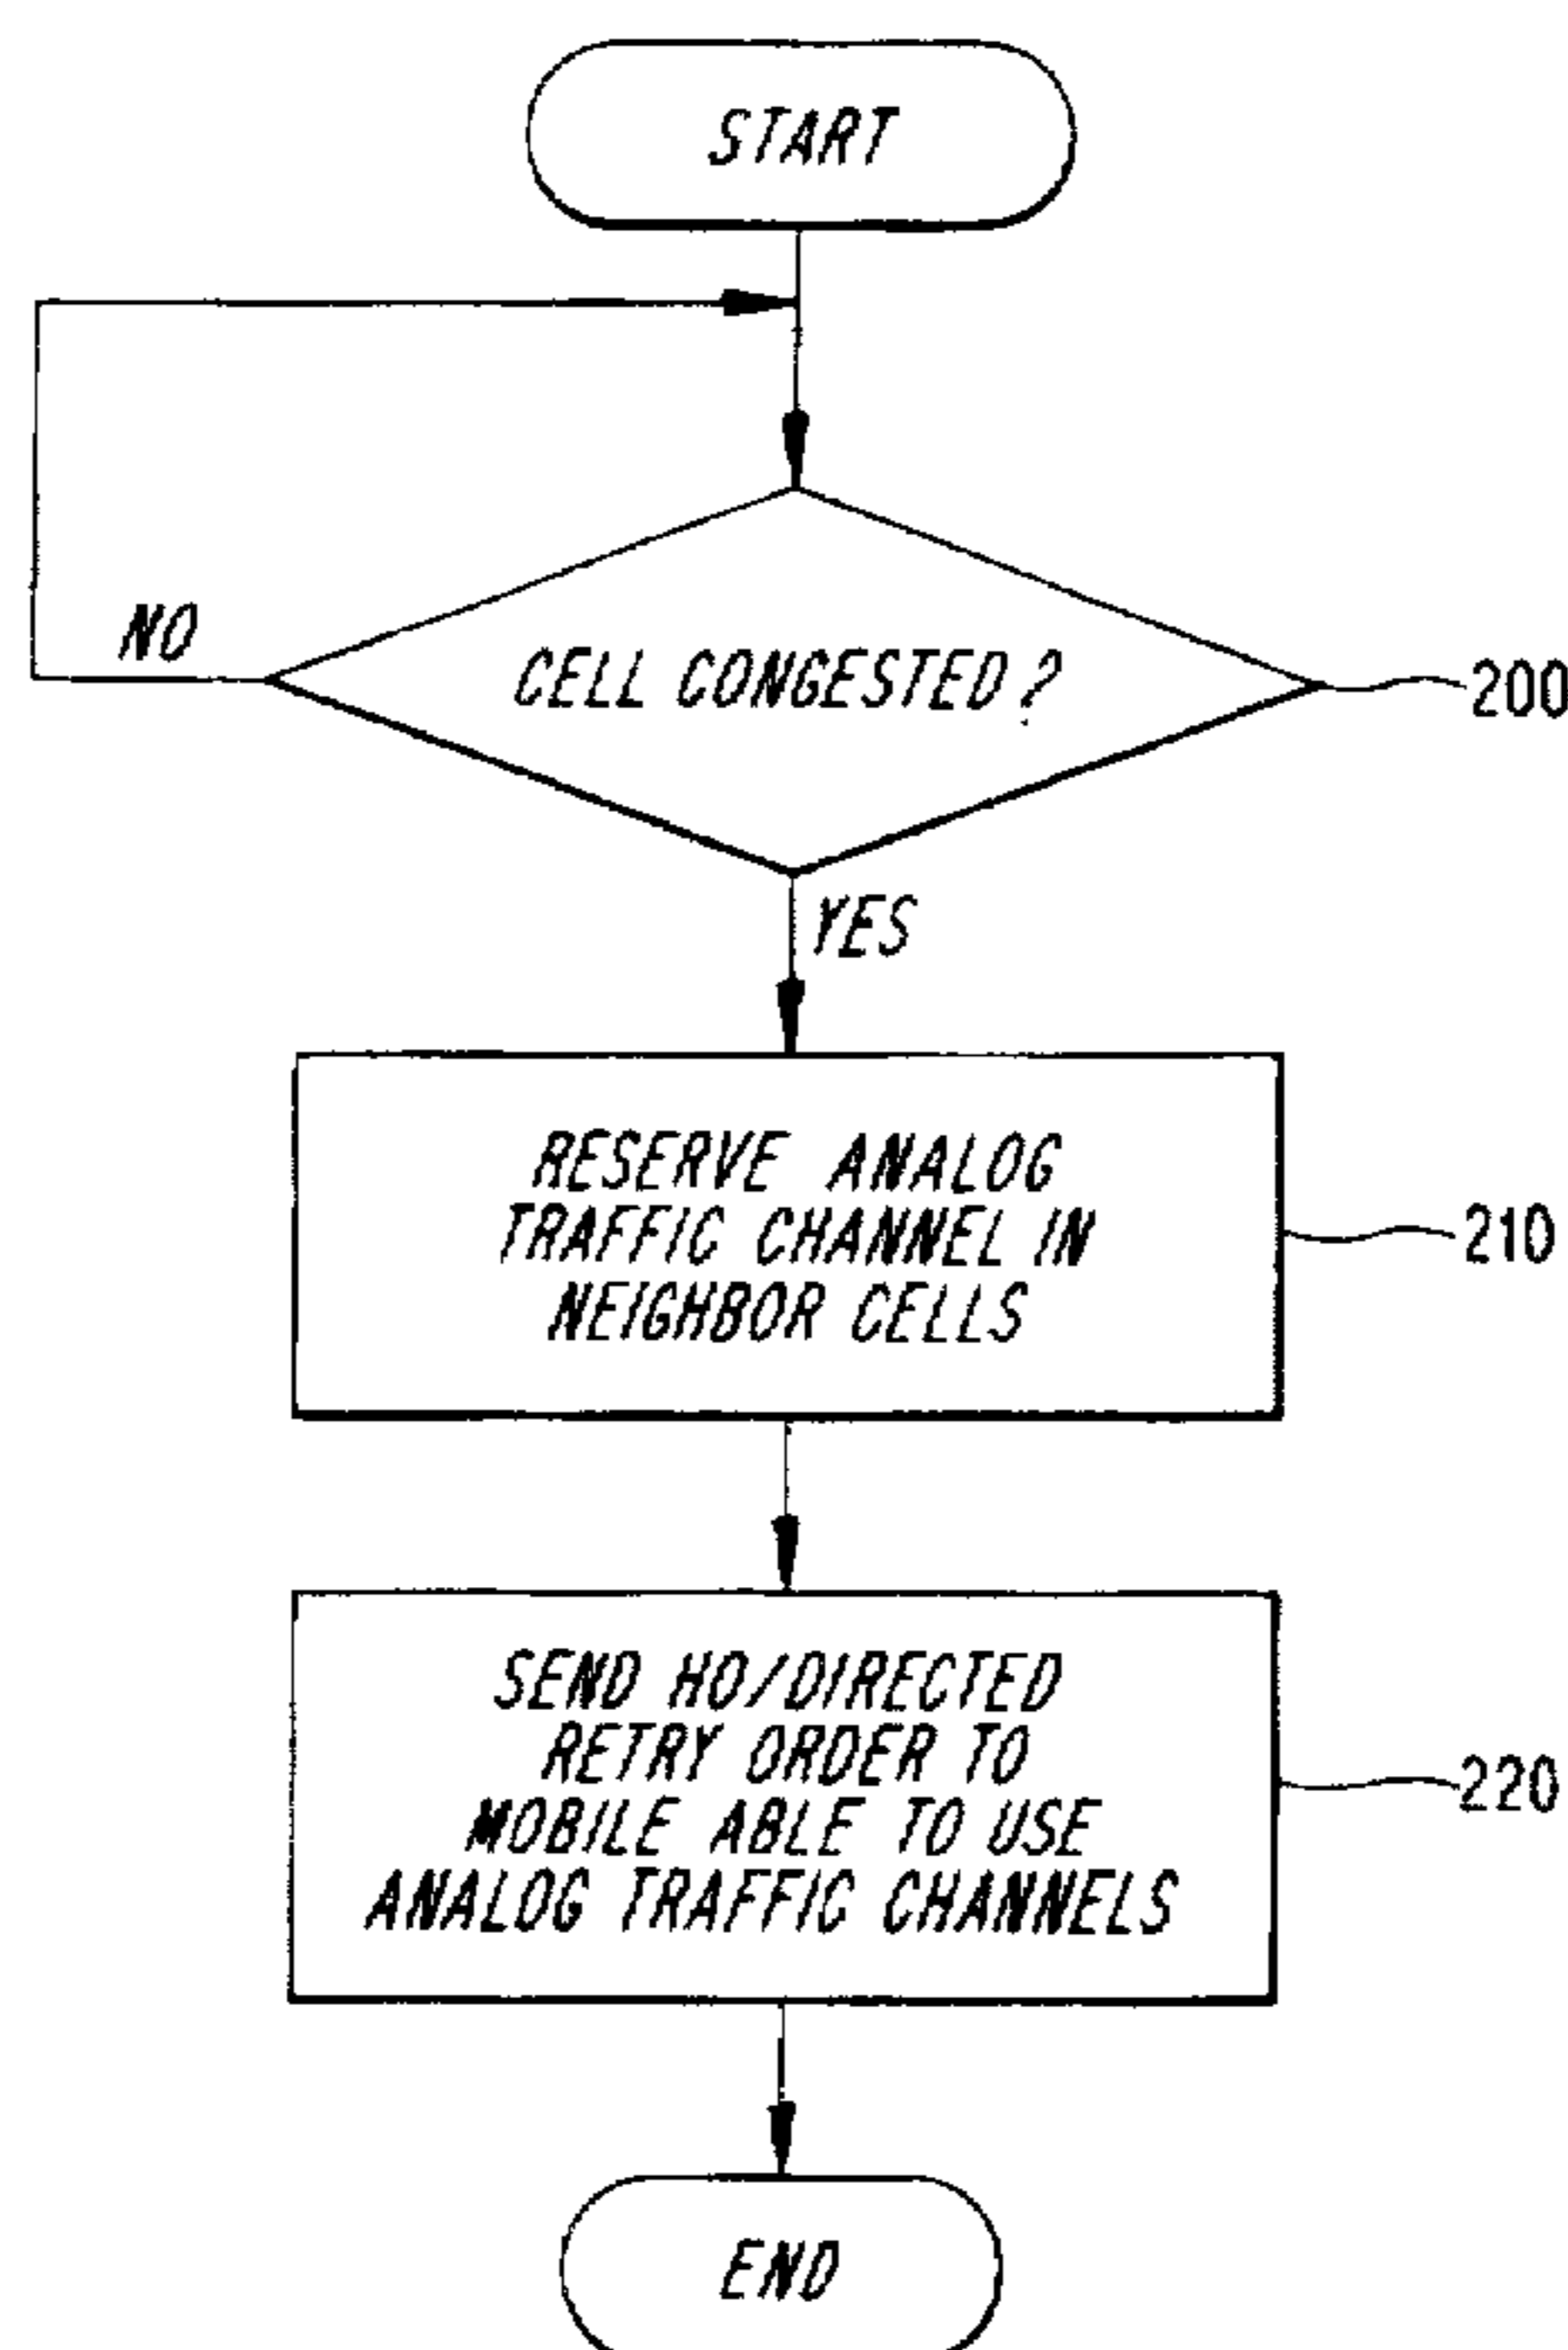 START
NO
CELL CONGESTED?
200
YES
RESERVE ANALOG
TRAFFIC CHANNEL IN
NEIGHBOR CELLS
210
SEND HO/DIRECTED
RETRY ORDER TO
MOBILE ABLE TO USE
ANALOG TRAFFIC CHANNELS
220
END